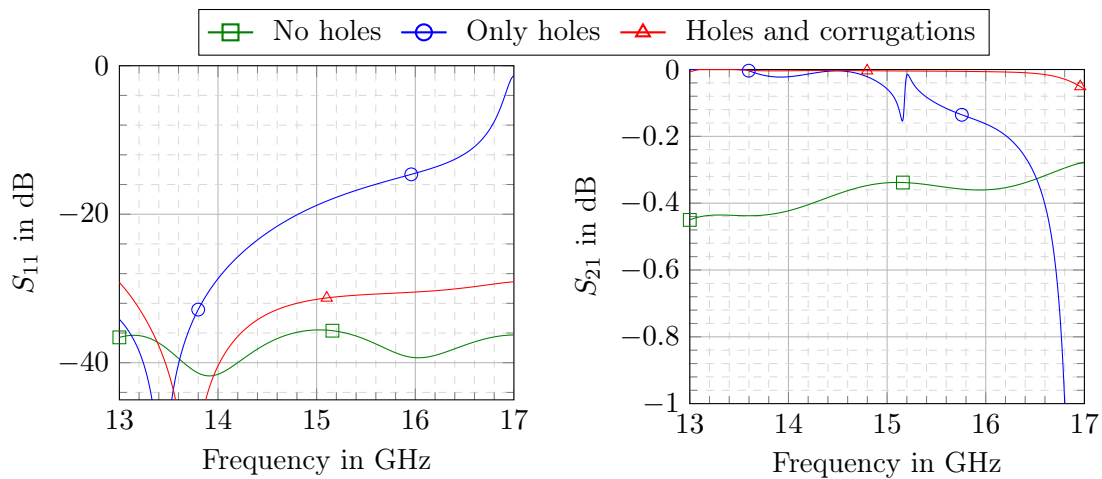 No holes Only holes Holes and corrugations
0
−20
−40
13 14 15 16 17
Frequency in GHz
S11 in dB
0
−0.2
−0.4
−0.6
−0.8
−1
13 14 15 16 17
Frequency in GHz
S21 in dB